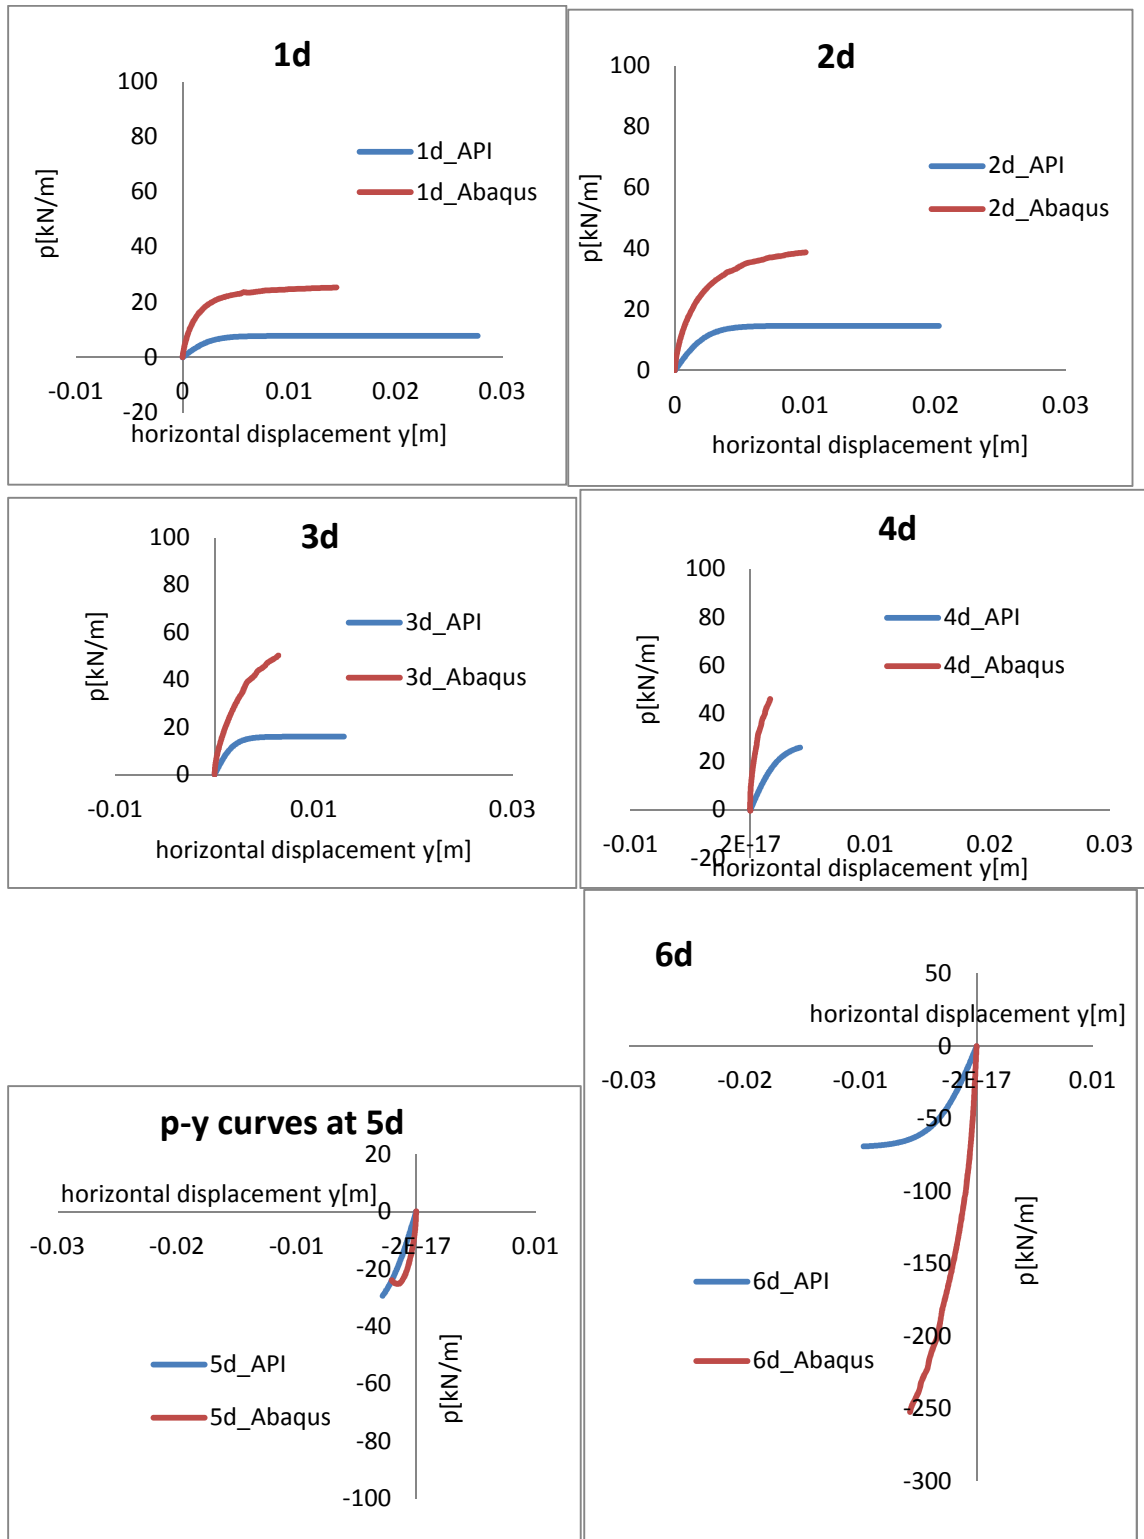 1d
100
80
60
40
20
0
-20
-0.01
0
0.01
0.02
0.03
p[kN/m]
horizontal displacement y[m]
1d_API
1d_Abaqus
2d
100
80
60
40
20
0
0
0.01
0.02
0.03
p[kN/m]
horizontal displacement y[m]
2d_API
2d_Abaqus
3d
100
80
60
40
20
0
-0.01
0.01
0.03
p[kN/m]
horizontal displacement y[m]
3d_API
3d_Abaqus
4d
100
80
60
40
20
0
-20
-0.01
2E-17
0.01
0.02
0.03
p[kN/m]
horizontal displacement y[m]
4d_API
4d_Abaqus
p-y curves at 5d
20
horizontal displacement y[m]
0
-0.03
-0.02
-0.01
-2E-17
0.01
-20
-40
-60
-80
-100
p[kN/m]
5d_API
5d_Abaqus
6d
50
horizontal displacement y[m]
0
-0.03
-0.02
-0.01
-2E-17
0.01
-50
-100
-150
-200
-250
-300
p[kN/m]
6d_API
6d_Abaqus